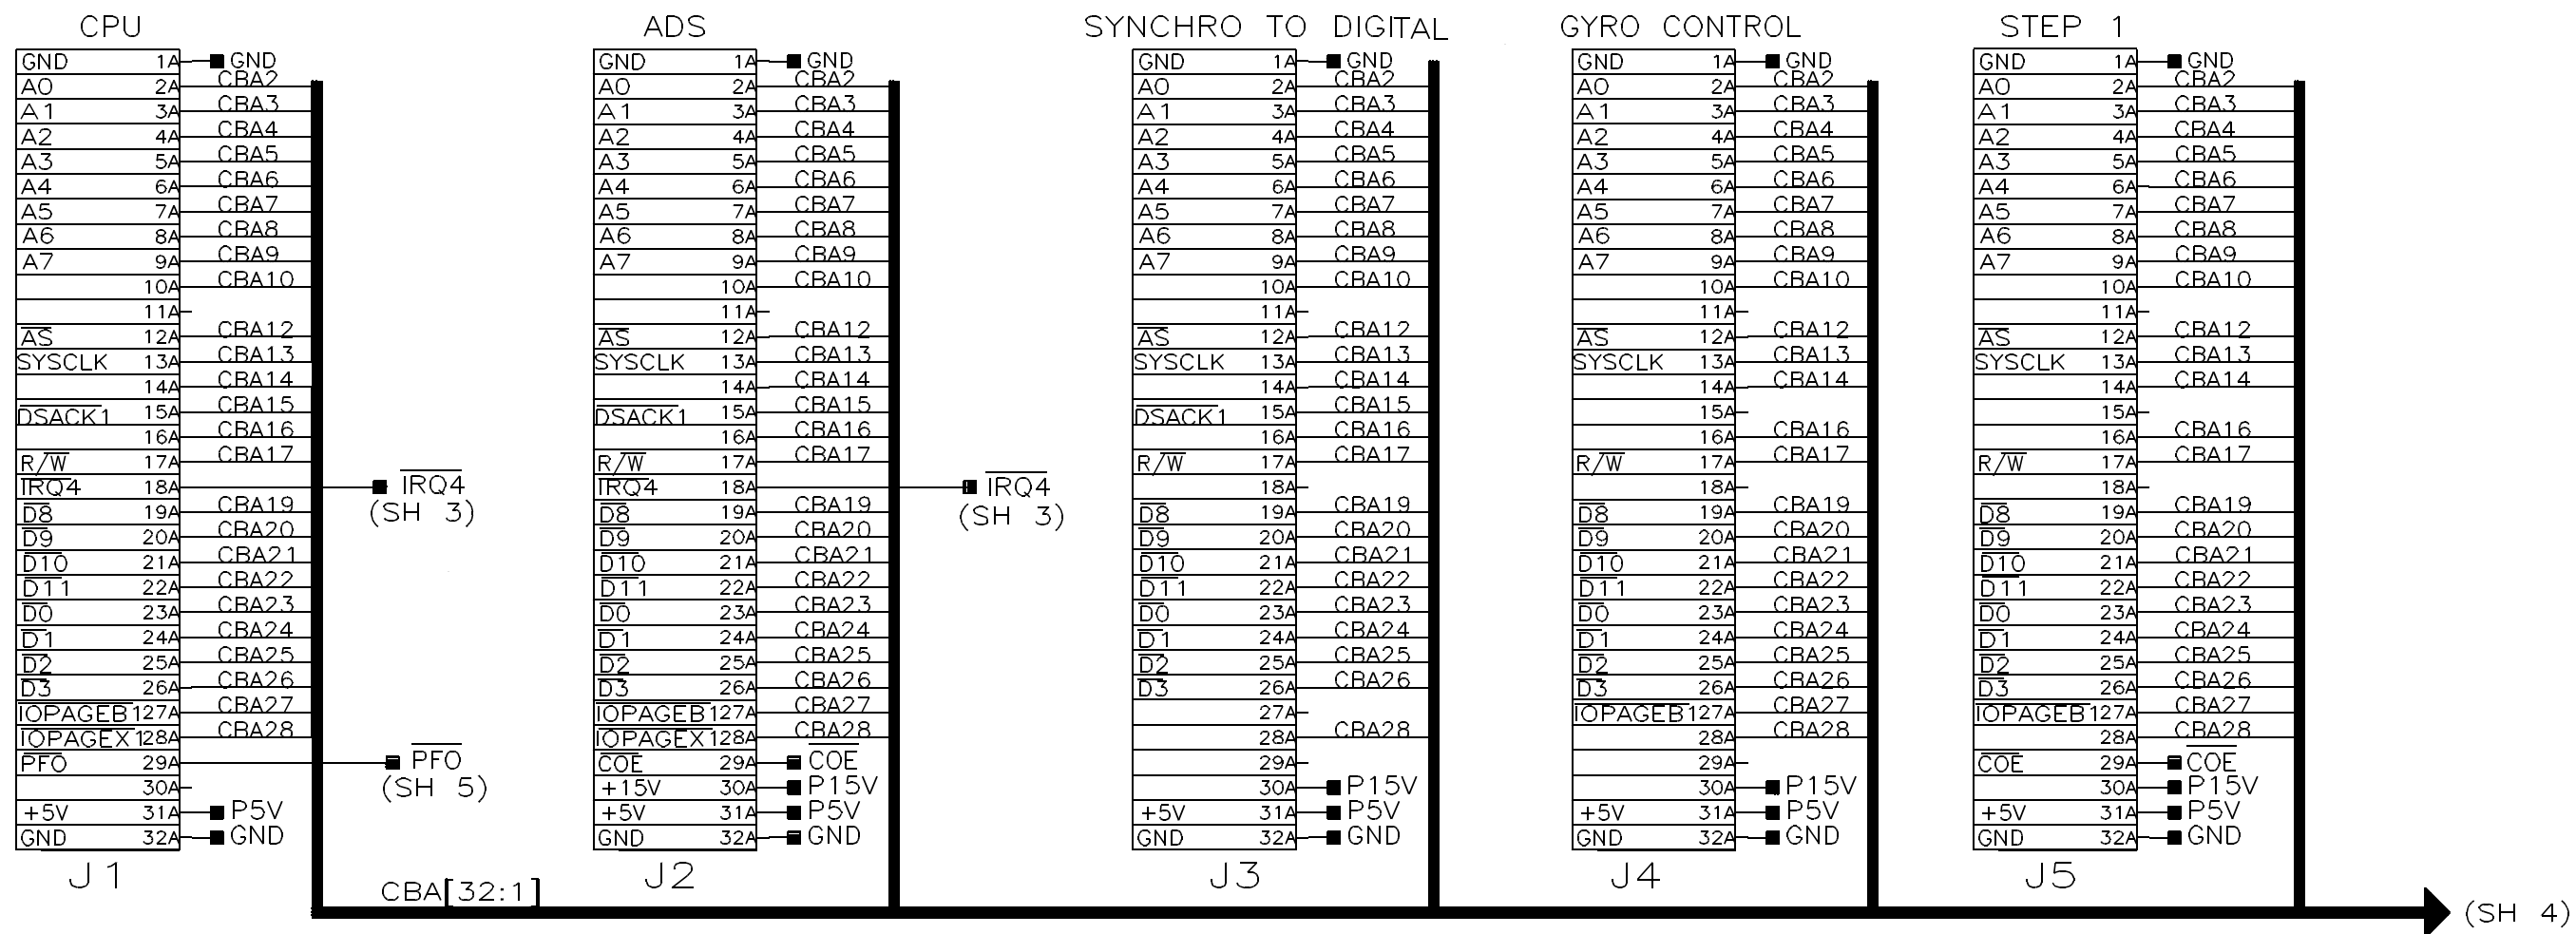 CPU
GND 1A GND
A0 2A CBA2
A1 3A CBA3
A2 4A CBA4
A3 5A CBA5
A4 6A CBA6
A5 7A CBA7
A6 8A CBA8
A7 9A CBA9
10A CBA10
11A
AS 12A CBA12
SYSCLK 13A CBA13
14A CBA14
DSACK1 15A CBA15
16A CBA16
R/W 17A CBA17
IRQ4 18A IRQ4
(SH 3)
D8 19A CBA19
D9 20A CBA20
D10 21A CBA21
D11 22A CBA22
D0 23A CBA23
D1 24A CBA24
D2 25A CBA25
D3 26A CBA26
IOPAGEB1 27A CBA27
IOPAGEX1 28A CBA28
PFO 29A PFO
(SH 5)
30A
+5V 31A P5V
GND 32A GND
J1
ADS
GND 1A GND
A0 2A CBA2
A1 3A CBA3
A2 4A CBA4
A3 5A CBA5
A4 6A CBA6
A5 7A CBA7
A6 8A CBA8
A7 9A CBA9
10A CBA10
11A
AS 12A CBA12
SYSCLK 13A CBA13
14A CBA14
DSACK1 15A CBA15
16A CBA16
R/W 17A CBA17
IRQ4 18A IRQ4
(SH 3)
D8 19A CBA19
D9 20A CBA20
D10 21A CBA21
D11 22A CBA22
D0 23A CBA23
D1 24A CBA24
D2 25A CBA25
D3 26A CBA26
IOPAGEB1 27A CBA27
IOPAGEX1 28A CBA28
COE 29A COE
+15V 30A P15V
+5V 31A P5V
GND 32A GND
J2
SYNCHRO TO DIGITAL
GND 1A GND
A0 2A CBA2
A1 3A CBA3
A2 4A CBA4
A3 5A CBA5
A4 6A CBA6
A5 7A CBA7
A6 8A CBA8
A7 9A CBA9
10A CBA10
11A
AS 12A CBA12
SYSCLK 13A CBA13
14A CBA14
DSACK1 15A CBA15
16A CBA16
R/W 17A CBA17
18A
D8 19A CBA19
D9 20A CBA20
D10 21A CBA21
D11 22A CBA22
D0 23A CBA23
D1 24A CBA24
D2 25A CBA25
D3 26A CBA26
27A
28A CBA28
29A
30A P15V
+5V 31A P5V
GND 32A GND
J3
GYRO CONTROL
GND 1A GND
A0 2A CBA2
A1 3A CBA3
A2 4A CBA4
A3 5A CBA5
A4 6A CBA6
A5 7A CBA7
A6 8A CBA8
A7 9A CBA9
10A CBA10
11A
AS 12A CBA12
SYSCLK 13A CBA13
14A CBA14
15A
16A CBA16
R/W 17A CBA17
18A
D8 19A CBA19
D9 20A CBA20
D10 21A CBA21
D11 22A CBA22
D0 23A CBA23
D1 24A CBA24
D2 25A CBA25
D3 26A CBA26
IOPAGEB1 27A CBA27
28A CBA28
29A
30A P15V
+5V 31A P5V
GND 32A GND
J4
STEP 1
GND 1A GND
A0 2A CBA2
A1 3A CBA3
A2 4A CBA4
A3 5A CBA5
A4 6A CBA6
A5 7A CBA7
A6 8A CBA8
A7 9A CBA9
10A CBA10
11A
AS 12A CBA12
SYSCLK 13A CBA13
14A CBA14
15A
16A CBA16
R/W 17A CBA17
18A
D8 19A CBA19
D9 20A CBA20
D10 21A CBA21
D11 22A CBA22
D0 23A CBA23
D1 24A CBA24
D2 25A CBA25
D3 26A CBA26
IOPAGEB1 27A CBA27
28A CBA28
COE 29A COE
30A P15V
+5V 31A P5V
GND 32A GND
J5
CBA[32:1]
(SH 4)